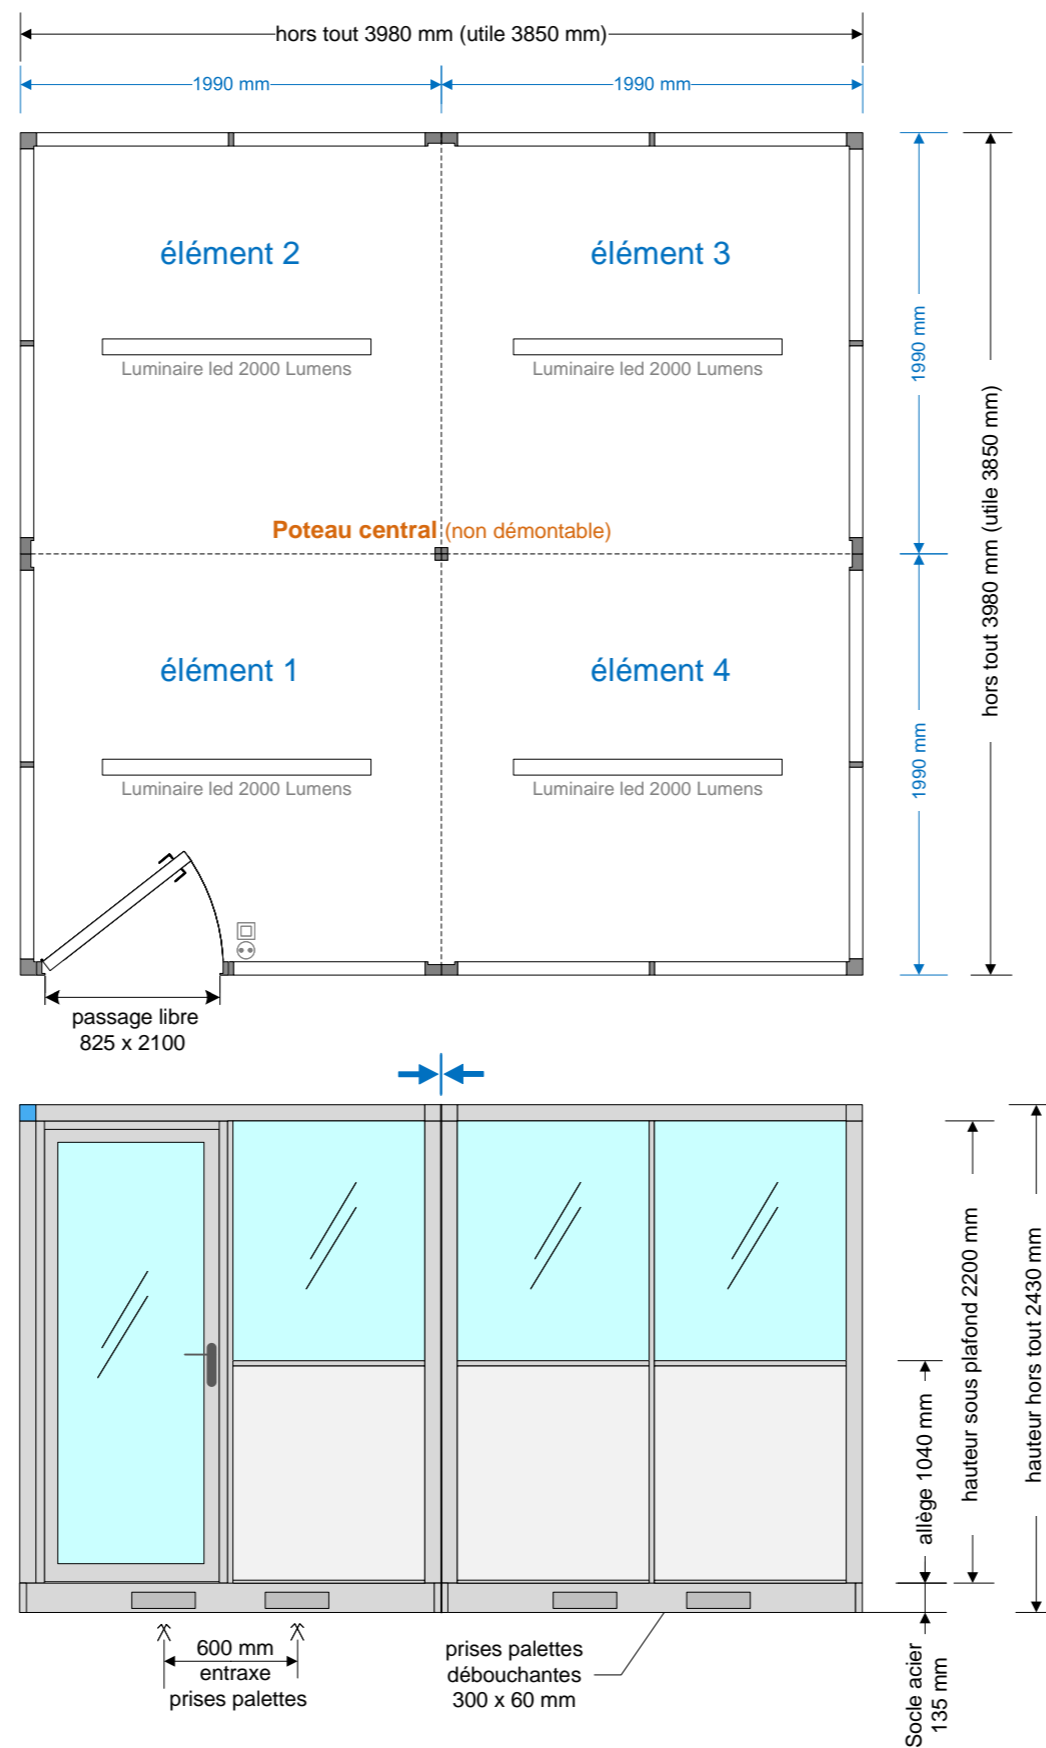 hors tout 3980 mm (utile 3850 mm)
1990 mm
1990 mm
élément 2
élément 3
Luminaire led 2000 Lumens
Luminaire led 2000 Lumens
1990 mm
hors tout 3980 mm (utile 3850 mm)
Poteau central (non démontable)
élément 1
élément 4
1990 mm
Luminaire led 2000 Lumens
Luminaire led 2000 Lumens
passage libre
825 x 2100
allège 1040 mm
hauteur sous plafond 2200 mm
hauteur hors tout 2430 mm
600 mm
entraxe
prises palettes
prises palettes
débouchantes
300 x 60 mm
Socle acier
135 mm